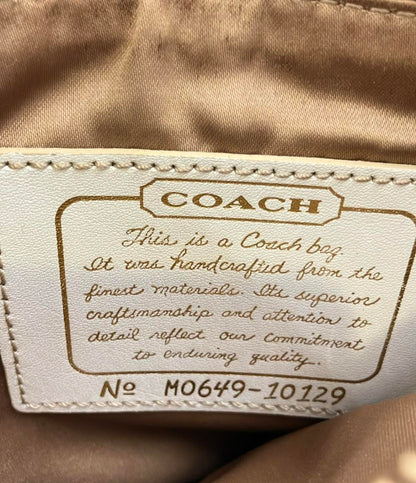 COACH
This is a Coach bag.
It was handcrafted from the
finest materials. Its superior
craftsmanship and attention to
detail reflect our commitment
to enduring quality.
No M0649-10129